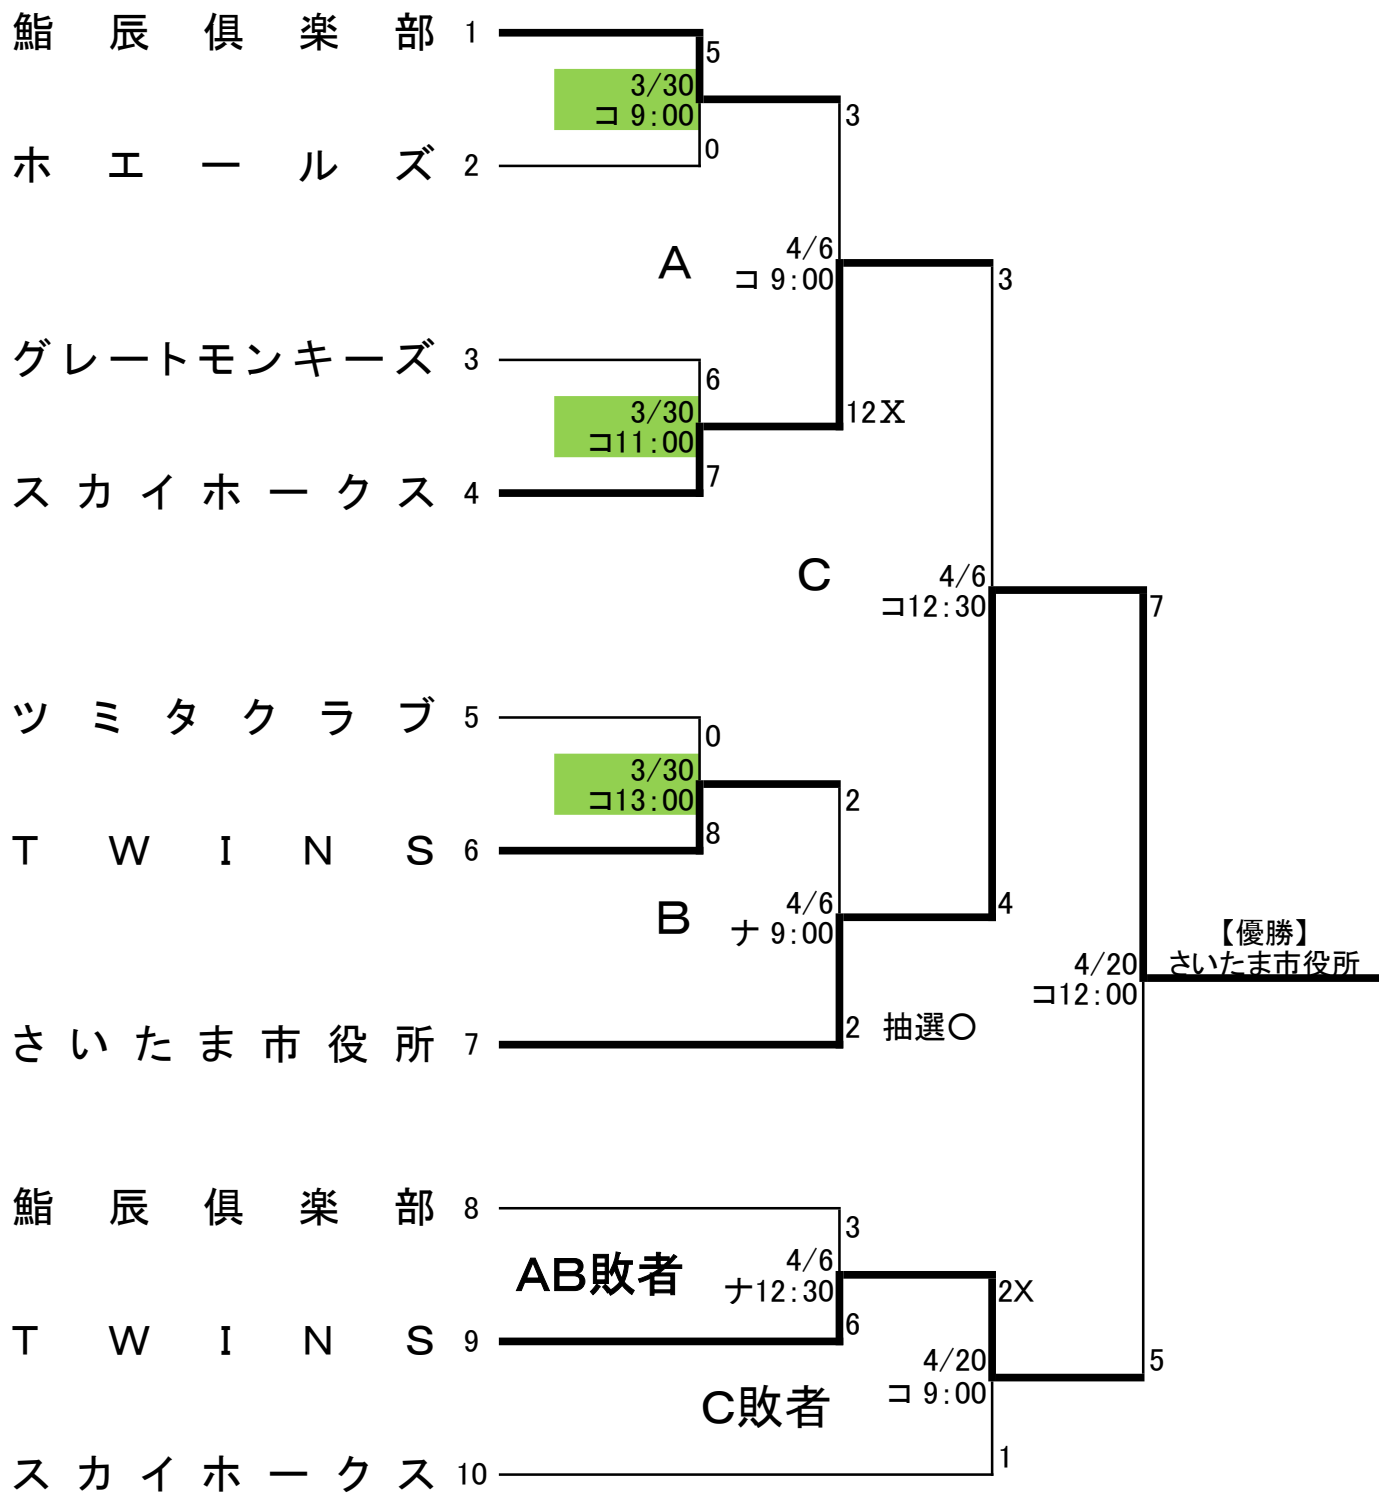 鮨辰倶楽部 1
5
3/30
コ 9:00
3
0
ホエールズ 2
A
4/6
コ 9:00
3
グレートモンキーズ 3
6
3/30
コ11:00
12X
7
スカイホークス 4
C
4/6
コ12:30
7
ツミタクラブ 5
0
3/30
コ13:00
2
8
TWINS 6
B
4/6
ナ 9:00
4
【優勝】
さいたま市役所
4/20
コ12:00
2 抽選○
さいたま市役所 7
鮨辰倶楽部 8
3
AB敗者
4/6
ナ12:30
2X
6
TWINS 9
4/20
コ 9:00
5
C敗者
1
スカイホークス 10